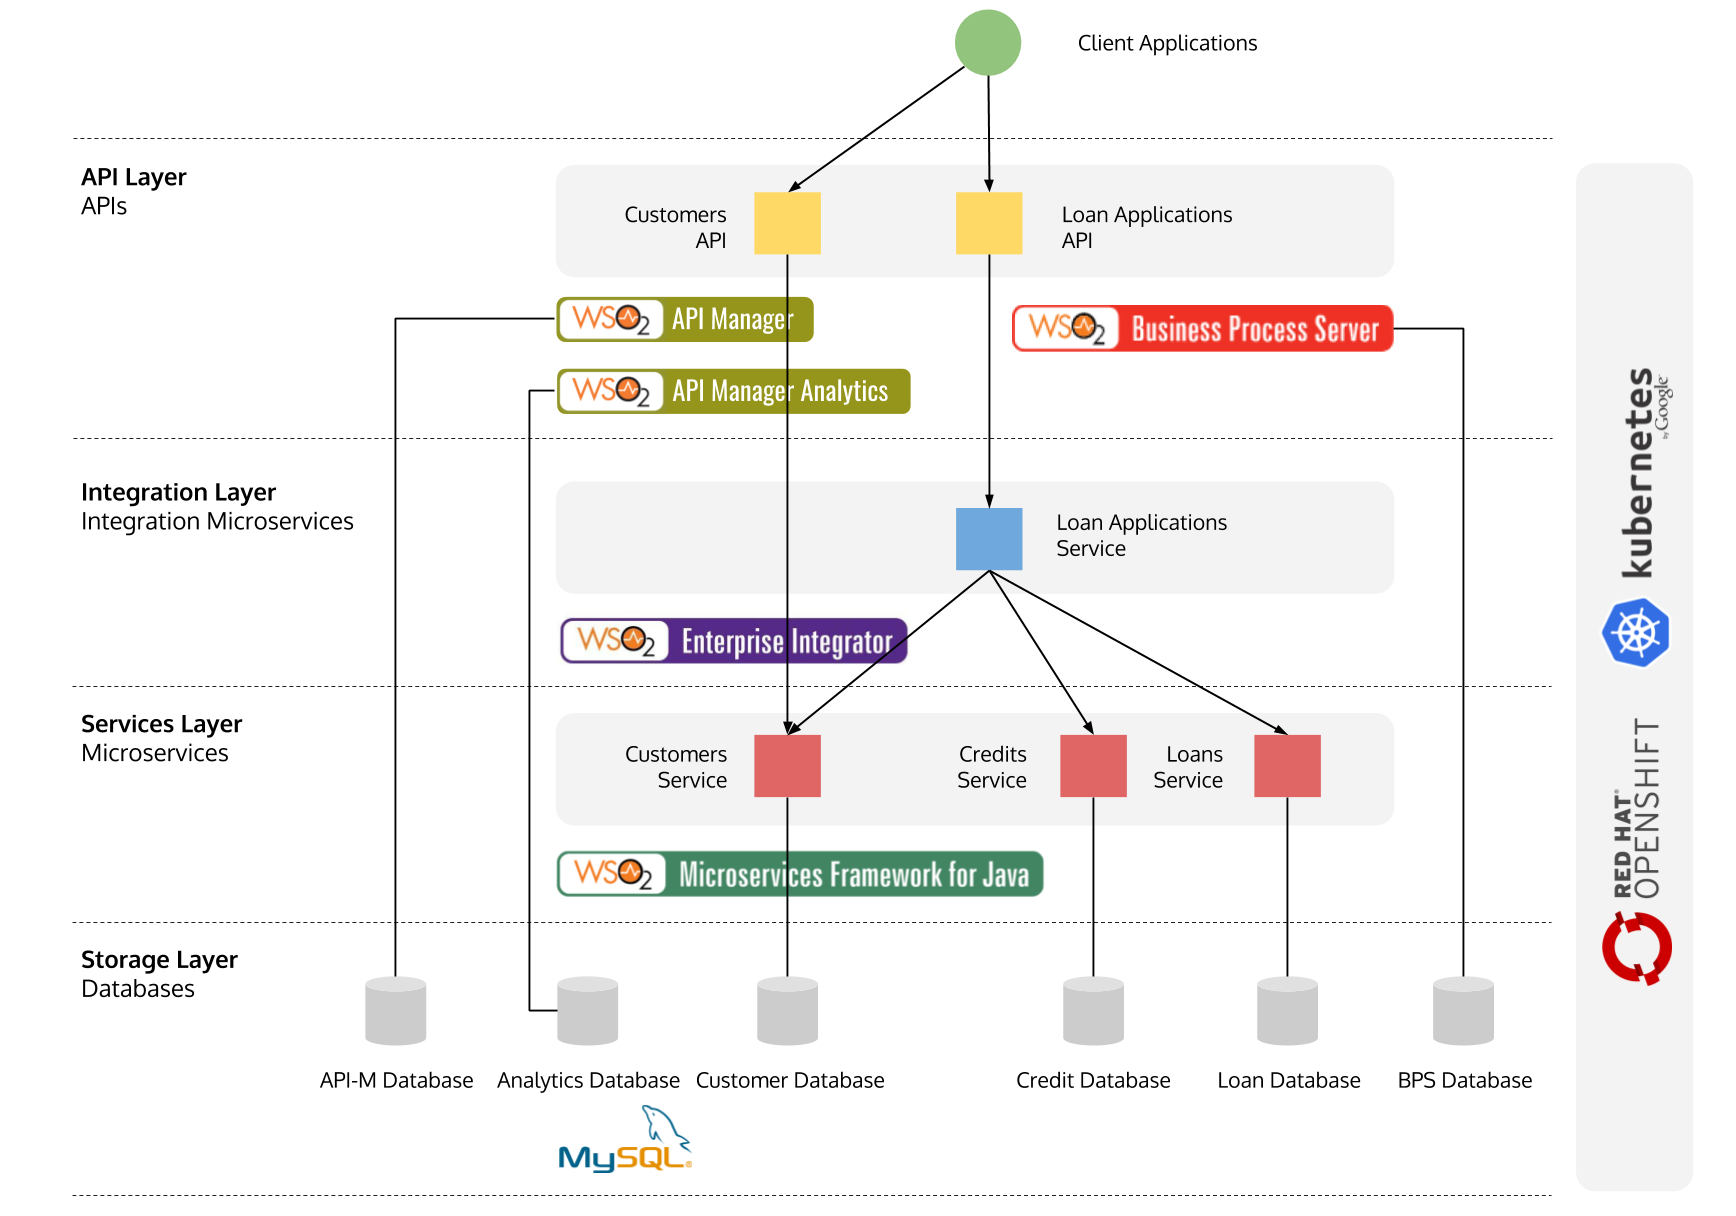 Client Applications
API Layer
APIs
Customers
API
Loan Applications
API
WSO2 API Manager
WSO2 Business Process Server
WSO2 API Manager Analytics
Integration Layer
Integration Microservices
Loan Applications
Service
WSO2 Enterprise Integrator
Services Layer
Microservices
Customers
Service
Credits
Service
Loans
Service
WSO2 Microservices Framework for Java
Storage Layer
Databases
API-M Database
Analytics Database
Customer Database
Credit Database
Loan Database
BPS Database
MySQL®
kubernetes
by Google™
RED HAT®
OPENSHIFT